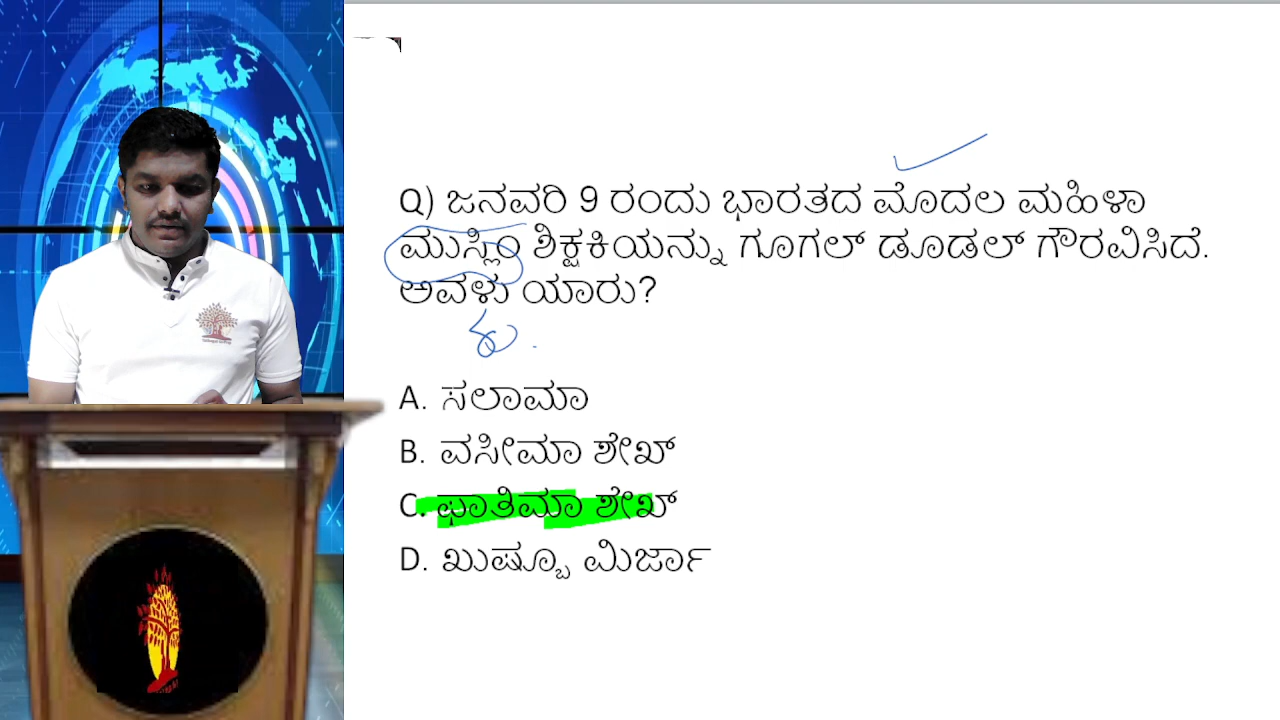 Q) ಜನವರಿ 9 ರಂದು ಭಾರತದ ಮೊದಲ ಮಹಿಳಾ
ಮುಸ್ಲಿಂ ಶಿಕ್ಷಕಿಯನ್ನು ಗೂಗಲ್ ಡೂಡಲ್ ಗೌರವಿಸಿದೆ.
ಅವಳು ಯಾರು?
A. ಸಲಾಮಾ
B. ವಸೀಮಾ ಶೇಖ್
C. ಫಾತಿಮಾ ಶೇಖ್
D. ಖುಷ್ಬೂ ಮಿರ್ಜಾ